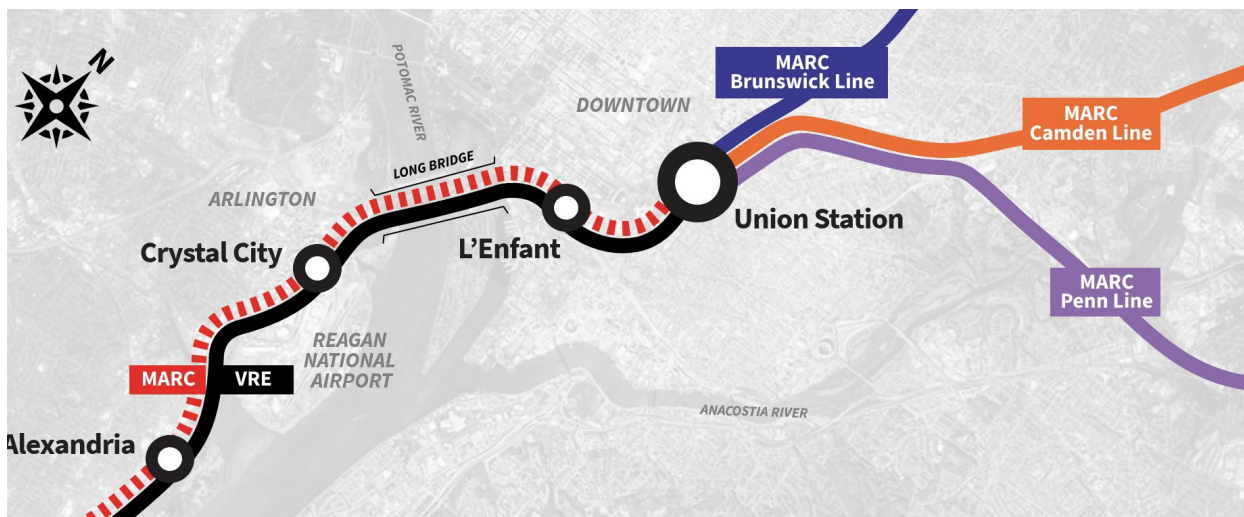 N
POTOMAC RIVER
DOWNTOWN
MARC
Brunswick Line
MARC
Camden Line
LONG BRIDGE
ARLINGTON
Union Station
Crystal City
L'Enfant
MARC
Penn Line
REAGAN
NATIONAL
AIRPORT
MARC
VRE
ANACOSTIA RIVER
Alexandria